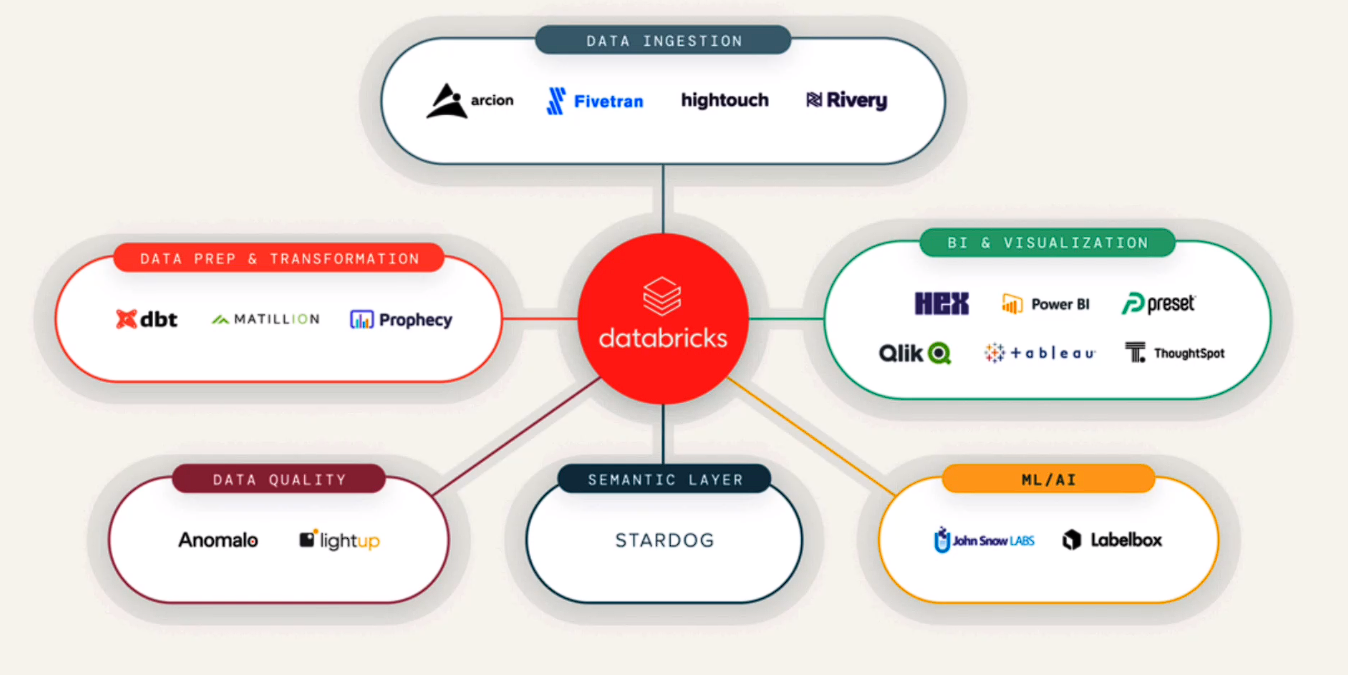 DATA INGESTION
arcion Fivetran hightouch Rivery
DATA PREP & TRANSFORMATION
dbt MATILLION Prophecy
databricks
BI & VISUALIZATION
HEX Power BI preset
Qlik +ableau ThoughtSpot
DATA QUALITY
Anomalo lightup
SEMANTIC LAYER
STARDOG
ML/AI
John Snow LABS Labelbox